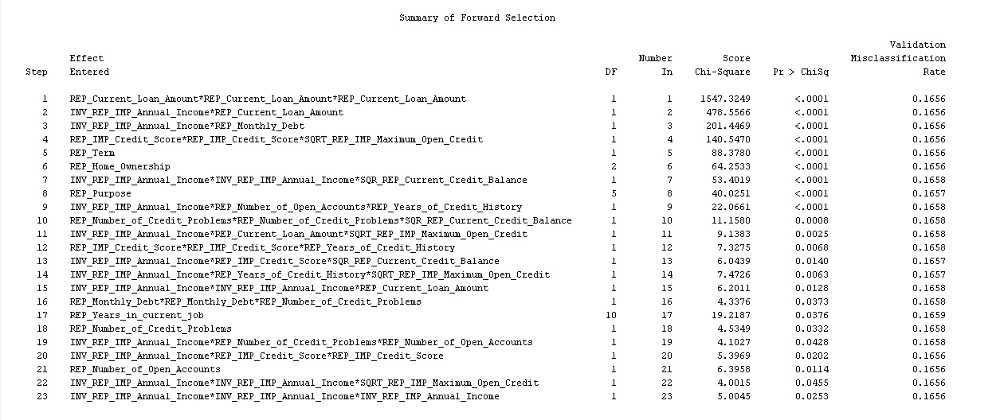 Summary of Forward Selection
Validation
Effect Number Score Misclassification
Step Entered DF In Chi-Square Pr > ChiSq Rate
1 REP_Current_Loan_Amount*REP_Current_Loan_Amount*REP_Current_Loan_Amount 1 1 1547.3249 <.0001 0.1656
2 INV_REP_IMP_Annual_Income*REP_Current_Loan_Amount 1 2 478.5566 <.0001 0.1656
3 INV_REP_IMP_Annual_Income*REP_Monthly_Debt 1 3 201.4469 <.0001 0.1656
4 REP_IMP_Credit_Score*REP_IMP_Credit_Score*SQRT_REP_IMP_Maximum_Open_Credit 1 4 140.5470 <.0001 0.1656
5 REP_Term 1 5 88.3780 <.0001 0.1656
6 REP_Home_Ownership 2 6 64.2533 <.0001 0.1656
7 INV_REP_IMP_Annual_Income*INV_REP_IMP_Annual_Income*SQR_REP_Current_Credit_Balance 1 7 53.4019 <.0001 0.1658
8 REP_Purpose 5 8 40.0251 <.0001 0.1657
9 INV_REP_IMP_Annual_Income*REP_Number_of_Open_Accounts*REP_Years_of_Credit_History 1 9 22.0661 <.0001 0.1658
10 REP_Number_of_Credit_Problems*REP_Number_of_Credit_Problems*SQR_REP_Current_Credit_Balance 1 10 11.1580 0.0008 0.1658
11 INV_REP_IMP_Annual_Income*REP_Current_Loan_Amount*SQRT_REP_IMP_Maximum_Open_Credit 1 11 9.1383 0.0025 0.1658
12 REP_IMP_Credit_Score*REP_IMP_Credit_Score*REP_Years_of_Credit_History 1 12 7.3275 0.0068 0.1658
13 INV_REP_IMP_Annual_Income*REP_IMP_Credit_Score*SQR_REP_Current_Credit_Balance 1 13 6.0439 0.0140 0.1657
14 INV_REP_IMP_Annual_Income*REP_Years_of_Credit_History*SQRT_REP_IMP_Maximum_Open_Credit 1 14 7.4726 0.0063 0.1657
15 INV_REP_IMP_Annual_Income*INV_REP_IMP_Annual_Income*REP_Current_Loan_Amount 1 15 6.2011 0.0128 0.1658
16 REP_Monthly_Debt*REP_Monthly_Debt*REP_Number_of_Credit_Problems 1 16 4.3376 0.0373 0.1658
17 REP_Years_in_current_job 10 17 19.2187 0.0376 0.1659
18 REP_Number_of_Credit_Problems 1 18 4.5349 0.0332 0.1658
19 INV_REP_IMP_Annual_Income*REP_Number_of_Credit_Problems*REP_Number_of_Open_Accounts 1 19 4.1027 0.0428 0.1658
20 INV_REP_IMP_Annual_Income*REP_IMP_Credit_Score*REP_IMP_Credit_Score 1 20 5.3969 0.0202 0.1656
21 REP_Number_of_Open_Accounts 1 21 6.3958 0.0114 0.1656
22 INV_REP_IMP_Annual_Income*INV_REP_IMP_Annual_Income*SQRT_REP_IMP_Maximum_Open_Credit 1 22 4.0015 0.0455 0.1656
23 INV_REP_IMP_Annual_Income*INV_REP_IMP_Annual_Income*INV_REP_IMP_Annual_Income 1 23 5.0045 0.0253 0.1656